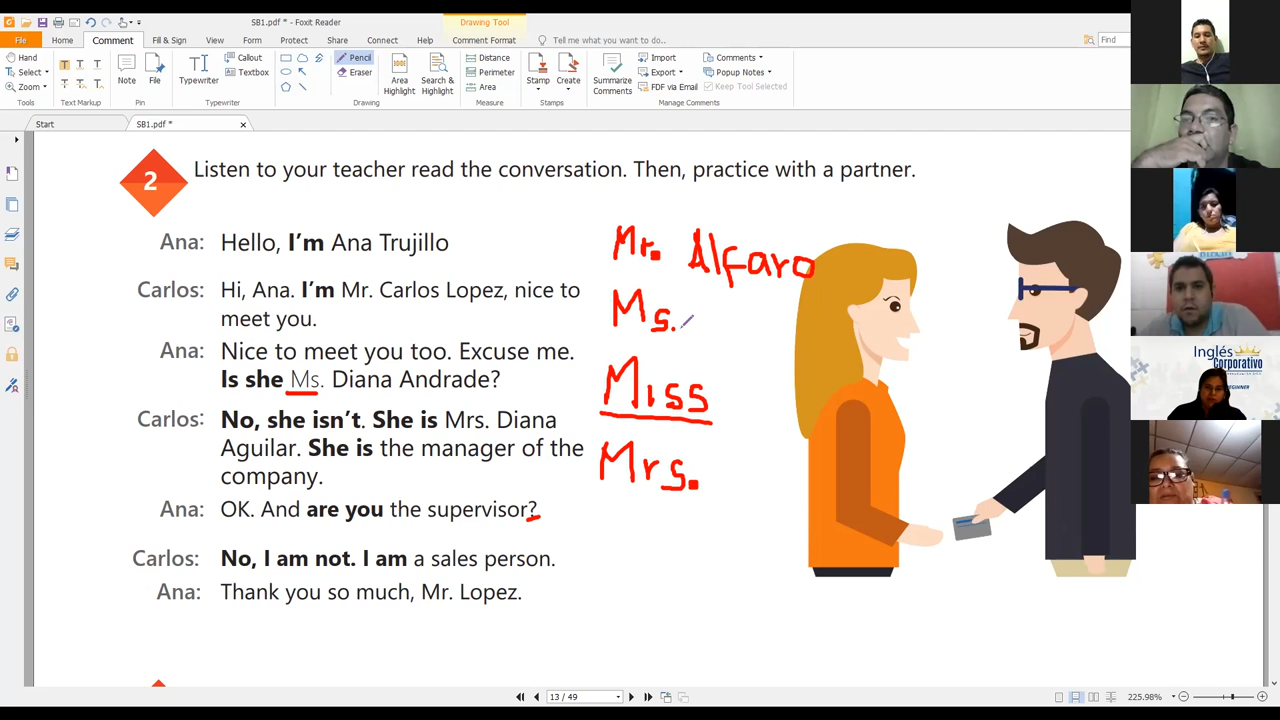 SB1.pdf * - Foxit Reader
Drawing Tool
File Home Comment Fill & Sign View Form Protect Share Connect Help Comment Format Tell me what you want to do... Find
Hand
Select
Zoom
Tools
Text Markup
Note
File
Pin
Typewriter
Callout
Textbox
Typewriter
Pencil
Eraser
Drawing
Area Highlight
Search & Highlight
Distance
Perimeter
Area
Measure
Stamp
Create
Stamps
Summarize Comments
Import
Export
FDF via Email
Comments
Popup Notes
Keep Tool Selected
Manage Comments
Start
SB1.pdf *
2 Listen to your teacher read the conversation. Then, practice with a partner.
Ana: Hello, I'm Ana Trujillo
Carlos: Hi, Ana. I'm Mr. Carlos Lopez, nice to
meet you.
Ana: Nice to meet you too. Excuse me.
Is she Ms. Diana Andrade?
Carlos: No, she isn't. She is Mrs. Diana
Aguilar. She is the manager of the
company.
Ana: OK. And are you the supervisor?
Carlos: No, I am not. I am a sales person.
Ana: Thank you so much, Mr. Lopez.
Mr. Alfaro
Ms.
Miss
Mrs.
Inglés
Corporativo
13 / 49
225.98%